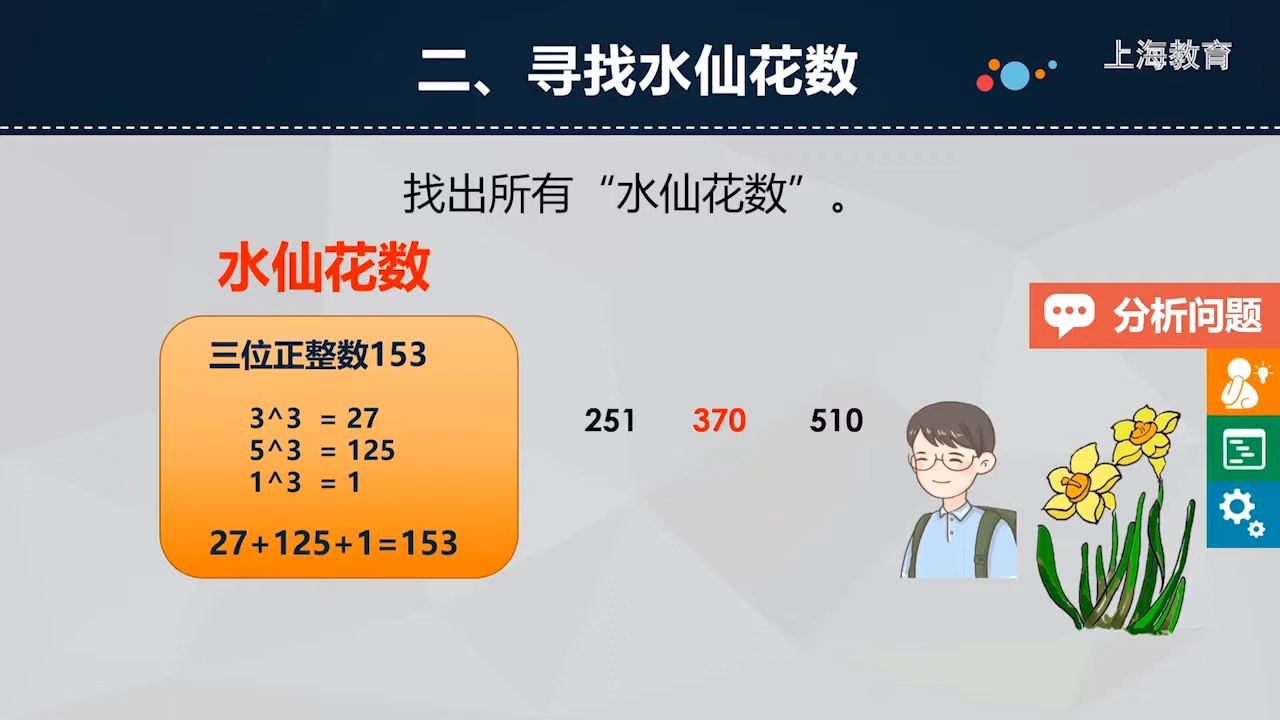 二、寻找水仙花数
上海教育
找出所有“水仙花数”。
水仙花数
三位正整数153
3^3 = 27
5^3 = 125
1^3 = 1
27+125+1=153
251 370 510
分析问题